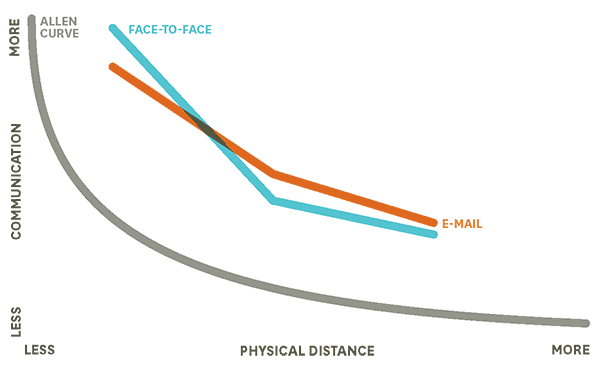 MORE
ALLEN
CURVE
FACE-TO-FACE
COMMUNICATION
E-MAIL
LESS
LESS
PHYSICAL DISTANCE
MORE